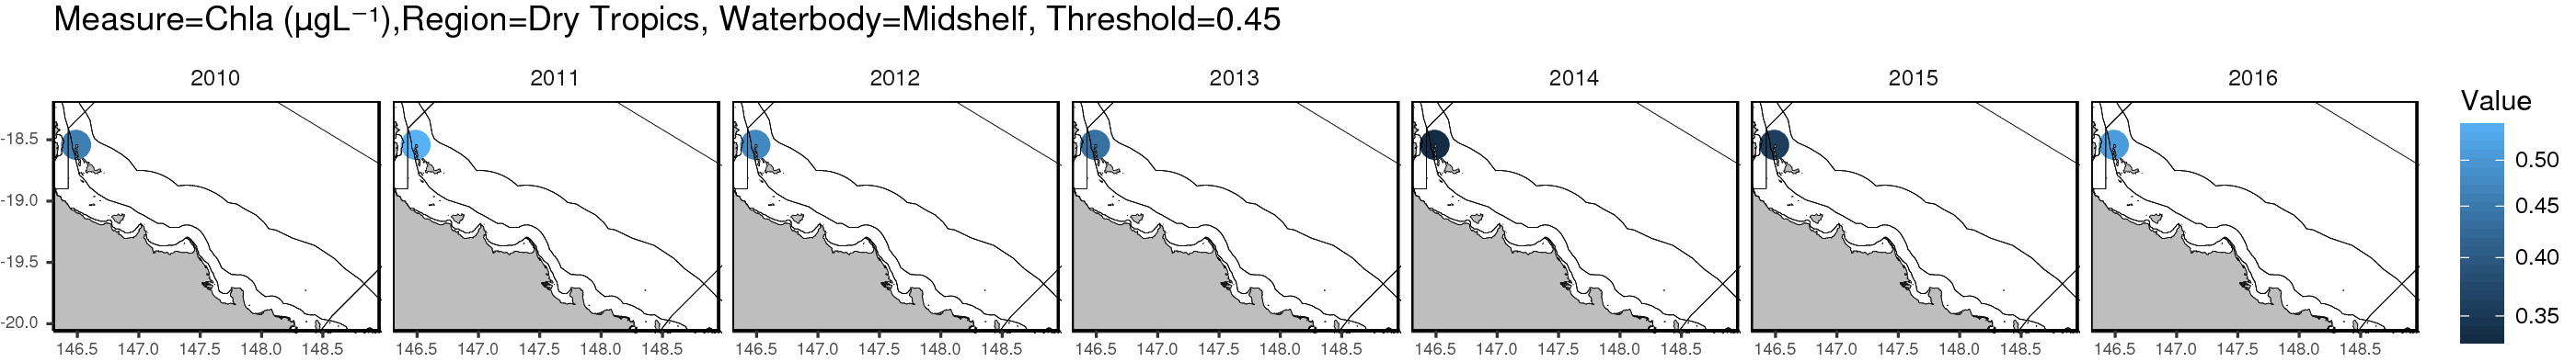 Measure=Chla (µgL⁻¹),Region=Dry Tropics, Waterbody=Midshelf, Threshold=0.45
2010 2011 2012 2013 2014 2015 2016
Value
-18.5
-19.0
-19.5
-20.0
0.50
0.45
0.40
0.35
146.5 147.0 147.5 148.0 148.5 146.5 147.0 147.5 148.0 148.5 146.5 147.0 147.5 148.0 148.5 146.5 147.0 147.5 148.0 148.5 146.5 147.0 147.5 148.0 148.5 146.5 147.0 147.5 148.0 148.5 146.5 147.0 147.5 148.0 148.5